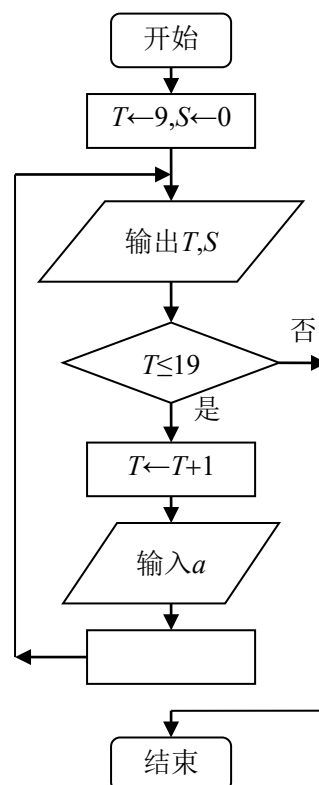 开始
T←9,S←0
输出T,S
T≤19
否
是
T←T+1
输入a
结束